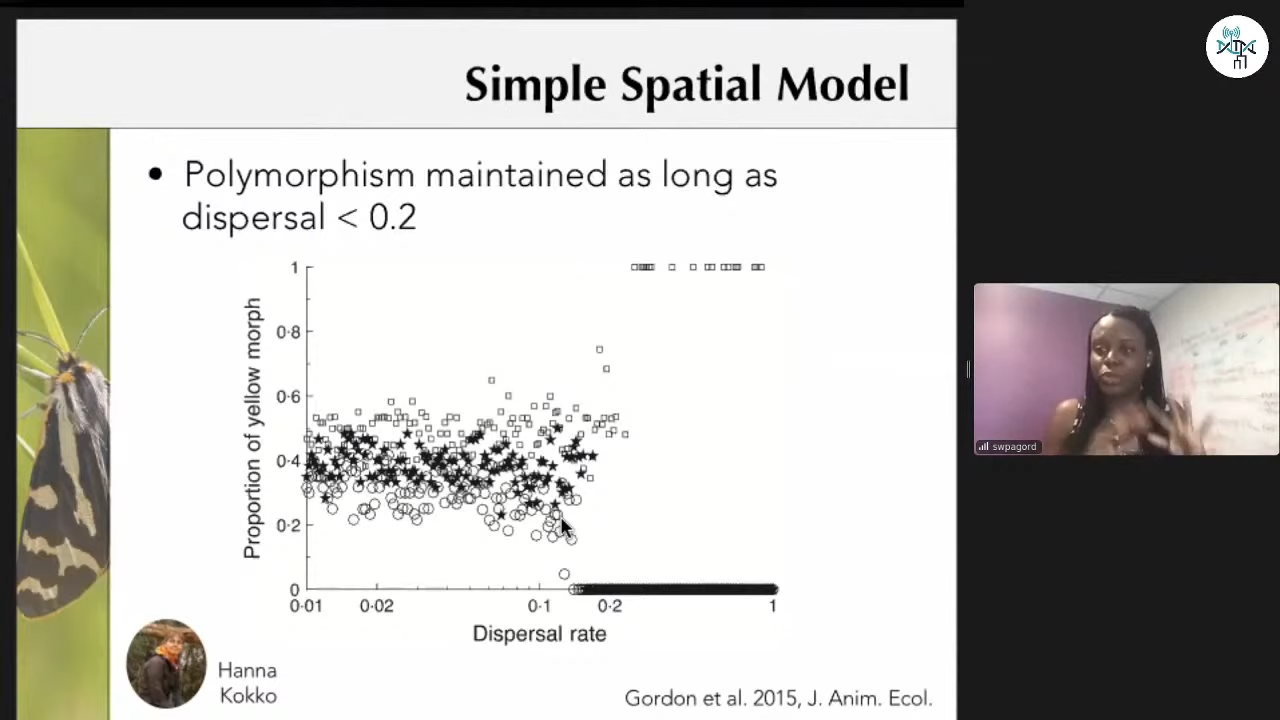 Simple Spatial Model
• Polymorphism maintained as long as
dispersal < 0.2
Proportion of yellow morph
1
0·8
0·6
0·4
0·2
0
0·01 0·02 0·1 0·2 1
Dispersal rate
Hanna
Kokko
Gordon et al. 2015, J. Anim. Ecol.
swpagord